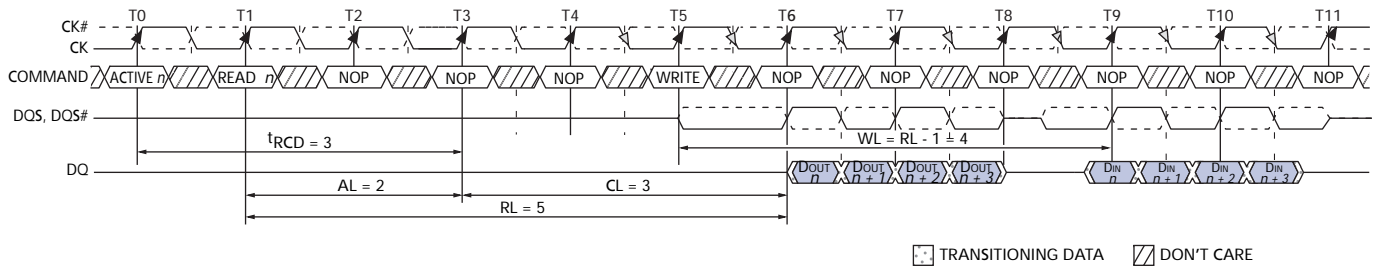 T0 T1 T2 T3 T4 T5 T6 T7 T8 T9 T10 T11
CK#
CK
COMMAND ACTIVE n READ n NOP NOP NOP WRITE NOP NOP NOP NOP NOP NOP
DQS, DQS#
tRCD = 3 WL = RL - 1 = 4
DQ DOUT n DOUT n + 1 DOUT n + 2 DOUT n + 3 DIN n DIN n + 1 DIN n + 2 DIN n + 3
AL = 2 CL = 3
RL = 5
TRANSITIONING DATA DON'T CARE